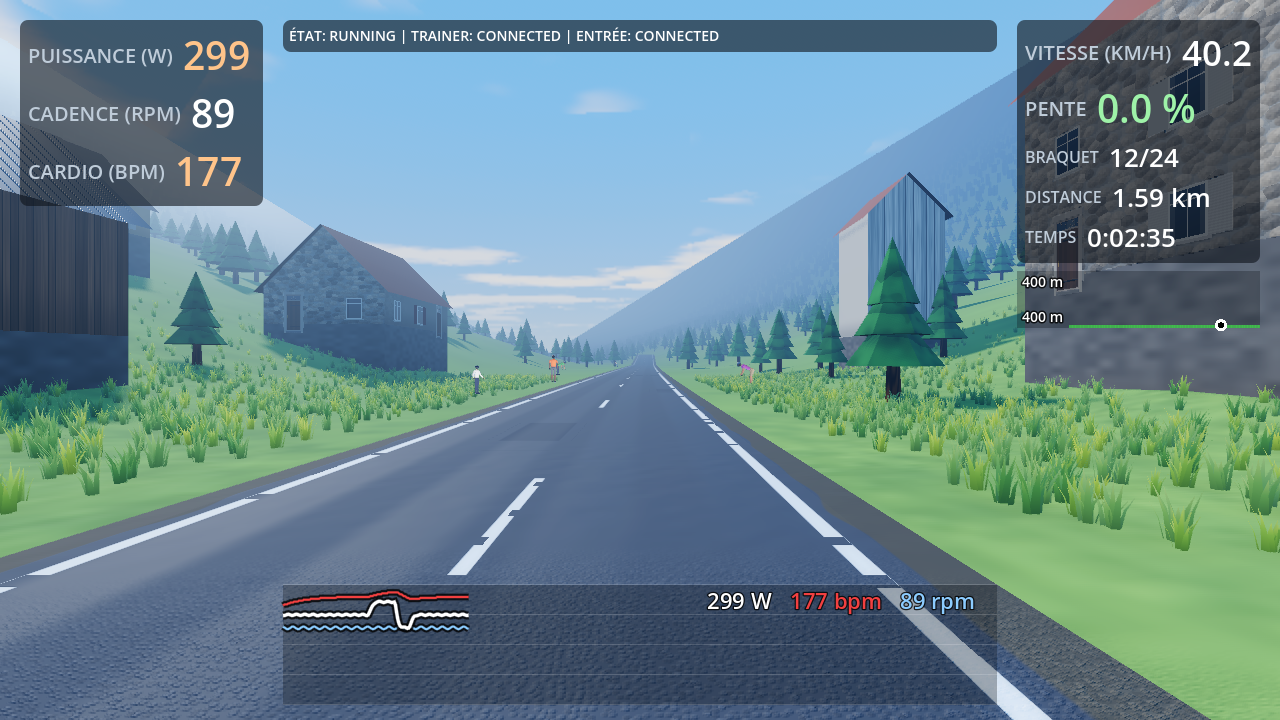 PUISSANCE (W) 299
CADENCE (RPM) 89
CARDIO (BPM) 177
ÉTAT: RUNNING | TRAINER: CONNECTED | ENTRÉE: CONNECTED
VITESSE (KM/H) 40.2
PENTE 0.0 %
BRAQUET 12/24
DISTANCE 1.59 km
TEMPS 0:02:35
400 m
400 m
299 W 177 bpm 89 rpm